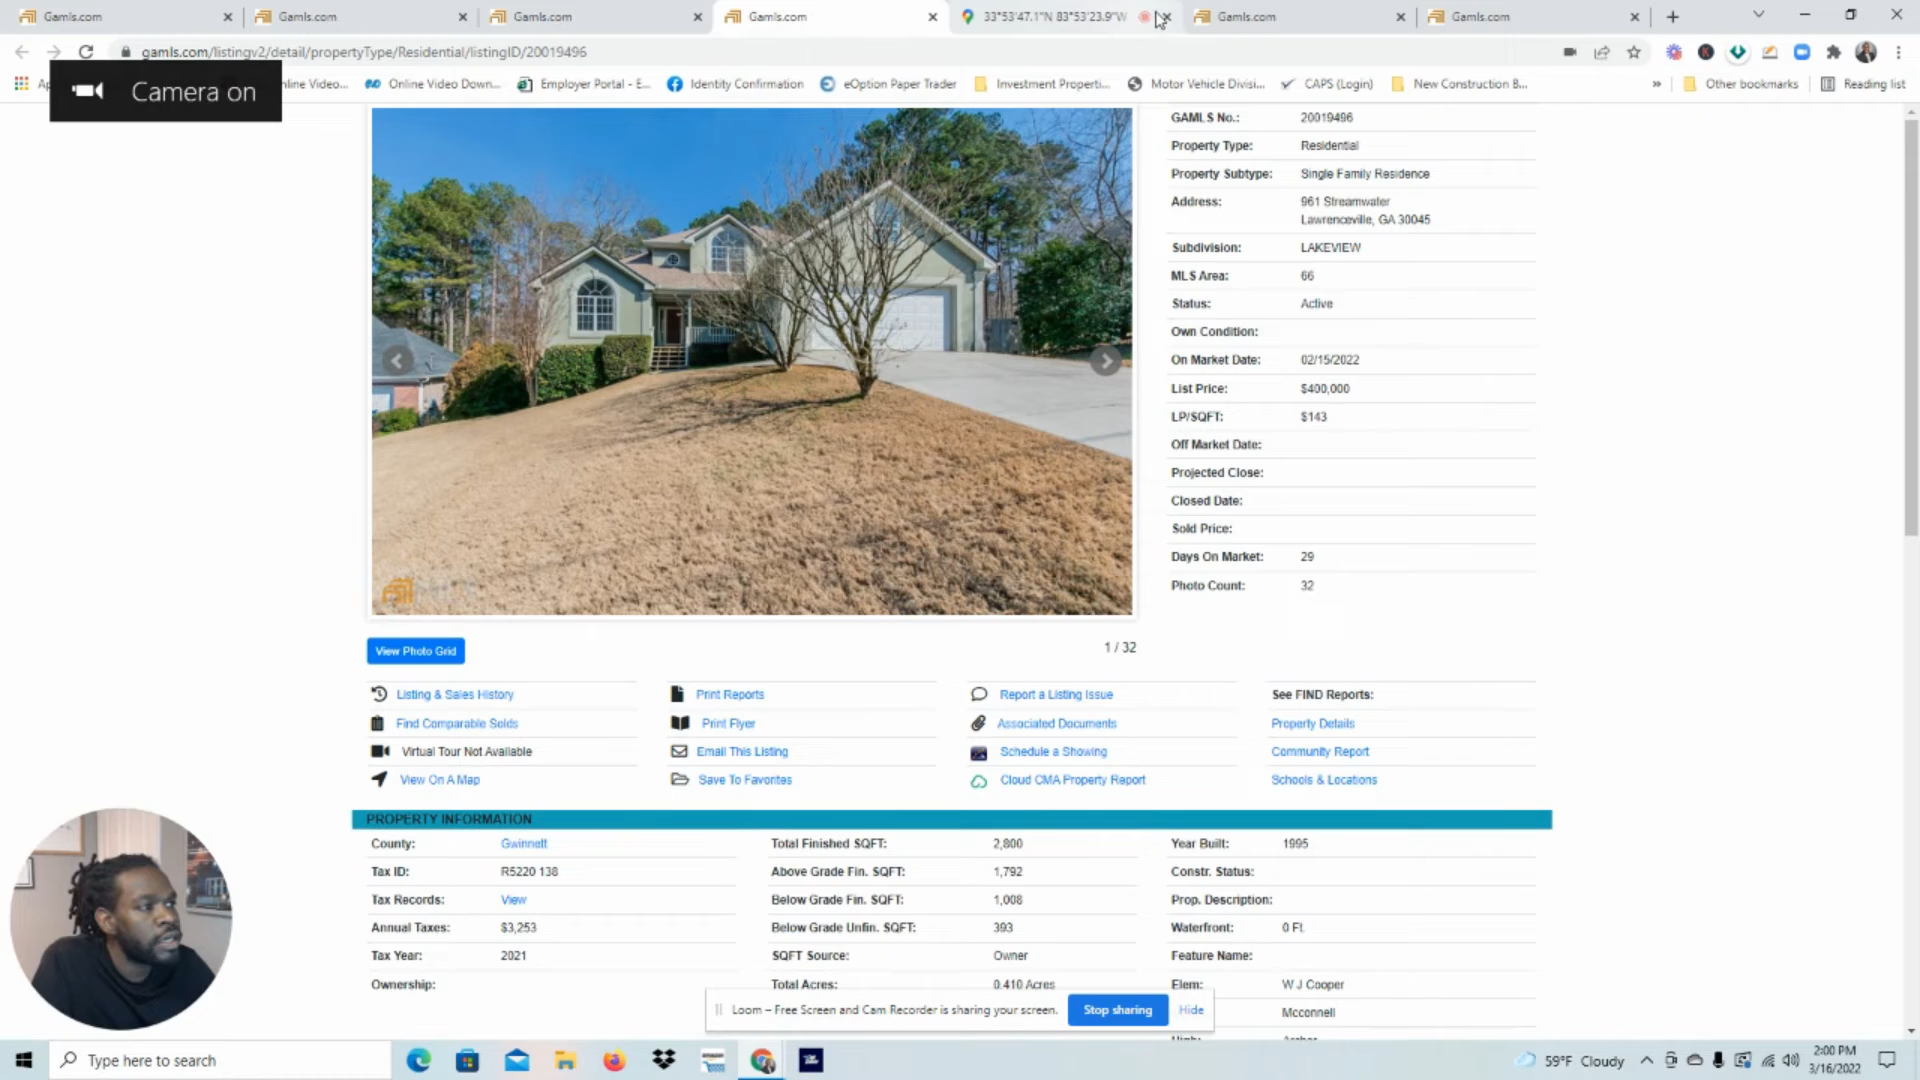 Gamls.com
Gamls.com
Gamls.com
Gamls.com
33°53'47.1"N 83°53'23.9"W
Gamls.com
Gamls.com
gamls.com/listingv2/detail/propertyType/Residential/listingID/20019496
nline Video...
Online Video Down...
Employer Portal - E...
Identity Confirmation
eOption Paper Trader
Investment Properti...
Motor Vehicle Divisi...
CAPS (Login)
New Construction B...
»
Other bookmarks
Reading list
Camera on
GAMLS No.: 20019496
Property Type: Residential
Property Subtype: Single Family Residence
Address: 961 Streamwater
Lawrenceville, GA 30045
Subdivision: LAKEVIEW
MLS Area: 66
Status: Active
Own Condition:
On Market Date: 02/15/2022
List Price: $400,000
LP/SQFT: $143
Off Market Date:
Projected Close:
Closed Date:
Sold Price:
Days On Market: 29
Photo Count: 32
View Photo Grid
1 / 32
Listing & Sales History
Print Reports
Report a Listing Issue
See FIND Reports:
Find Comparable Solds
Print Flyer
Associated Documents
Property Details
Virtual Tour Not Available
Email This Listing
Schedule a Showing
Community Report
View On A Map
Save To Favorites
Cloud CMA Property Report
Schools & Locations
PROPERTY INFORMATION
County: Gwinnett
Total Finished SQFT: 2,800
Year Built: 1995
Tax ID: R5220 138
Above Grade Fin. SQFT: 1,792
Constr. Status:
Tax Records: View
Below Grade Fin. SQFT: 1,008
Prop. Description:
Annual Taxes: $3,253
Below Grade Unfin. SQFT: 393
Waterfront: 0 Ft.
Tax Year: 2021
SQFT Source: Owner
Feature Name:
Ownership:
Total Acres: 0.410 Acres
Elem: W J Cooper
Mcconnell
Loom – Free Screen and Cam Recorder is sharing your screen.
Stop sharing
Hide
Type here to search
59°F Cloudy
2:00 PM
3/16/2022